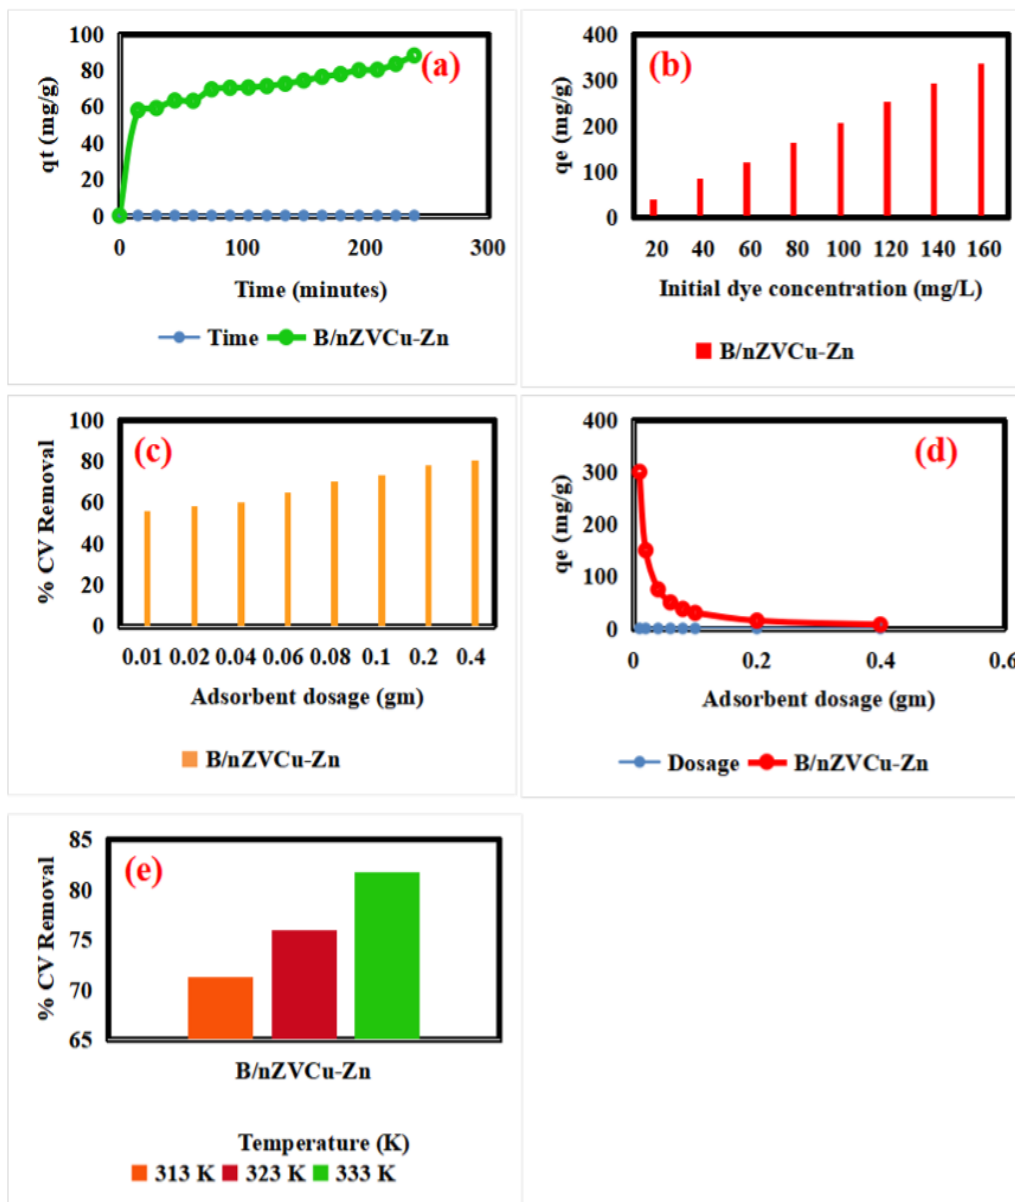 (a)
qt (mg/g)
100
80
60
40
20
0
0 100 200 300
Time (minutes)
Time B/nZVCu-Zn
(b)
qe (mg/g)
400
300
200
100
0
20 40 60 80 100 120 140 160
Initial dye concentration (mg/L)
B/nZVCu-Zn
(c)
% CV Removal
100
80
60
40
20
0
0.01 0.02 0.04 0.06 0.08 0.1 0.2 0.4
Adsorbent dosage (gm)
B/nZVCu-Zn
(d)
qe (mg/g)
400
300
200
100
0
0 0.2 0.4 0.6
Adsorbent dosage (gm)
Dosage B/nZVCu-Zn
(e)
% CV Removal
85
80
75
70
65
B/nZVCu-Zn
Temperature (K)
313 K 323 K 333 K